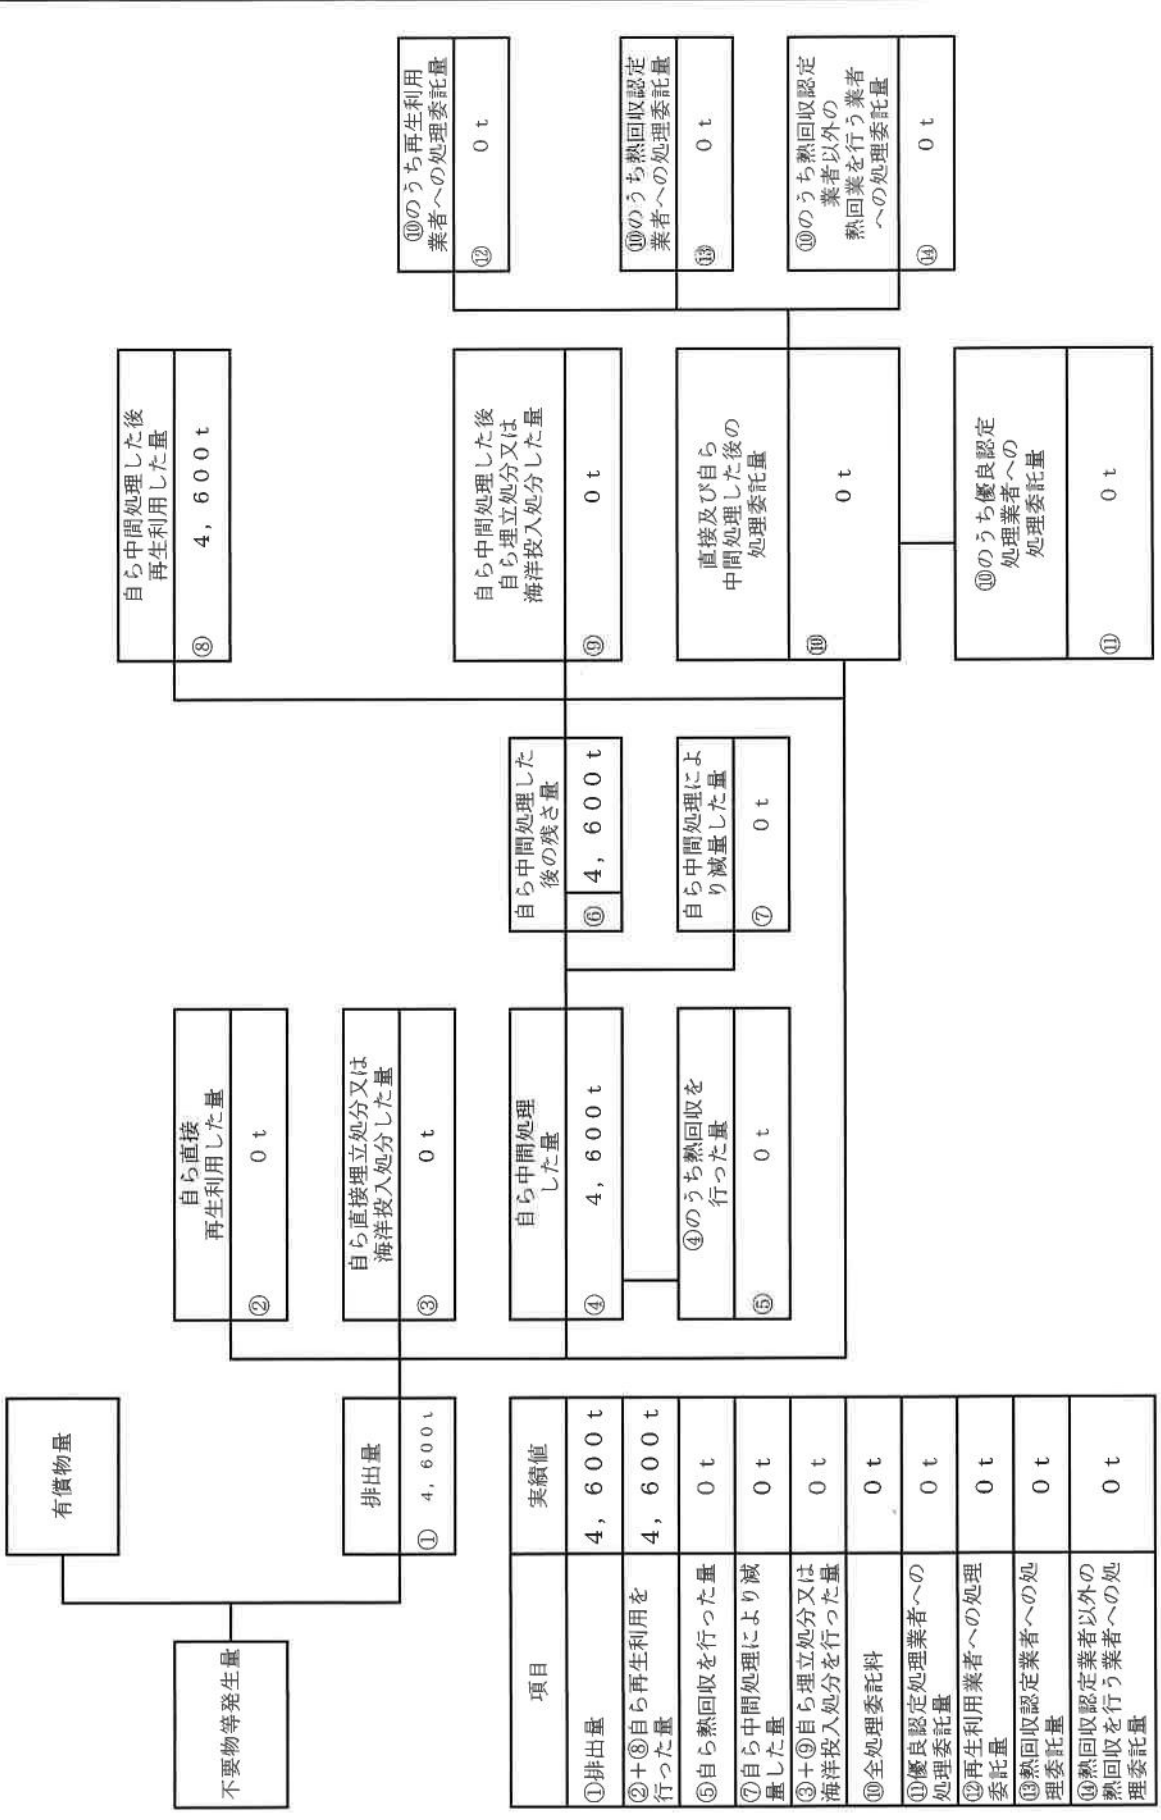 不要物等発生量
有償物量
排出量
① 4,600t
自ら直接
再生利用した量
② 0t
自ら直接埋立処分又は
海洋投入処分した量
③ 0t
自ら中間処理
した量
④ 4,600t
④のうち熱回収を
行った量
⑤ 0t
自ら中間処理した
後の残さ量
⑥ 4,600t
自ら中間処理によ
り減量した量
⑦ 0t
自ら中間処理した後
再生利用した量
⑧ 4,600t
自ら中間処理した後
自ら埋立処分又は
海洋投入処分した量
⑨ 0t
直接及び自ら
中間処理した後の
処理委託量
⑩ 0t
⑩のうち優良認定
処理業者への
処理委託量
⑪ 0t
⑩のうち再生利用
業者への処理委託量
⑫ 0t
⑩のうち熱回収認定
業者への処理委託量
⑬ 0t
⑩のうち熱回収認定
業者以外の
熱回業を行う業者
への処理委託量
⑭ 0t
項目 実績値
①排出量 4,600t
②+⑧自ら再生利用を
行った量 4,600t
⑤自ら熱回収を行った量 0t
⑦自ら中間処理により減
量した量 0t
③+⑨自ら埋立処分又は
海洋投入処分を行った量 0t
⑩全処理委託料 0t
⑪優良認定処理業者への
処理委託量 0t
⑫再生利用業者への処理
委託量 0t
⑬熱回収認定業者への処
理委託量 0t
⑭熱回収認定業者以外の
熱回収を行う業者への処
理委託量 0t